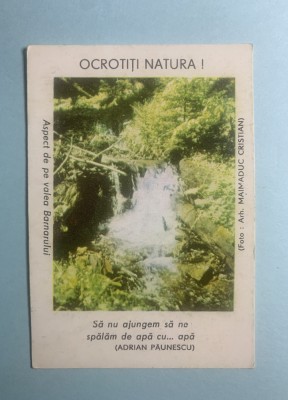 OCROTIȚI NATURA !
Aspect de pe valea Barnarului
(Foto : Arh. MAIMADUC CRISTIAN)
Să nu ajungem să ne
spălăm de apă cu... apă
(ADRIAN PĂUNESCU)